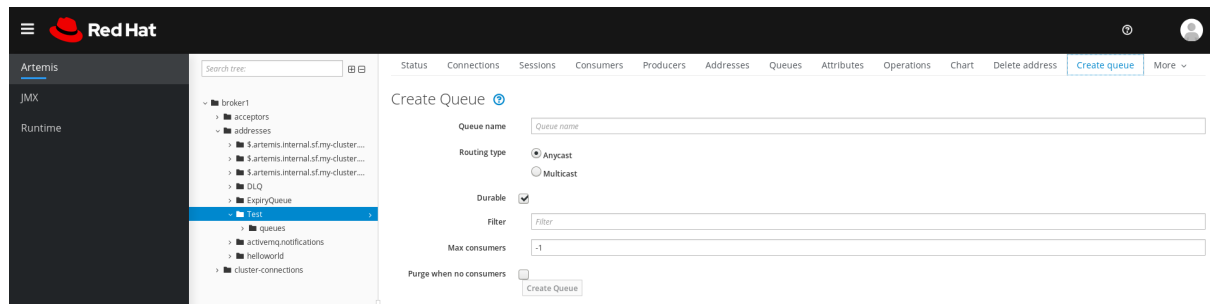 Red Hat
Artemis
JMX
Runtime
Search tree:
broker1
acceptors
addresses
$.artemis.internal.sf.my-cluster....
$.artemis.internal.sf.my-cluster....
$.artemis.internal.sf.my-cluster....
DLQ
ExpiryQueue
Test
queues
activemq.notifications
helloworld
cluster-connections
Status Connections Sessions Consumers Producers Addresses Queues Attributes Operations Chart Delete address Create queue More
Create Queue
Queue name Queue name
Routing type Anycast
Multicast
Durable
Filter Filter
Max consumers -1
Purge when no consumers
Create Queue